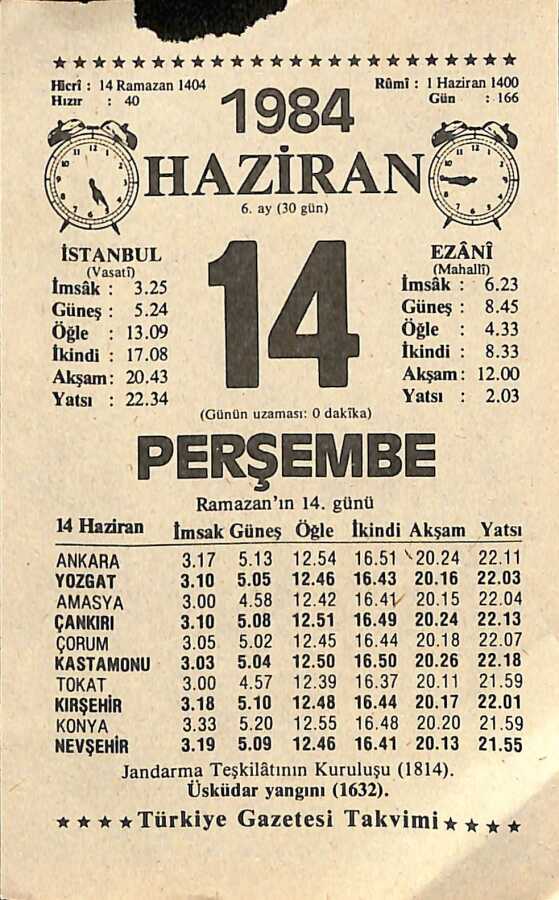 ★ ★ ★ ★ ★ ★ ★ ★ ★ ★ ★ ★ ★ ★ ★ ★ ★ ★ ★ ★ ★ ★
Hicrî : 14 Ramazan 1404
Hızır : 40
Rûmî : 1 Haziran 1400
Gün : 166
1984
HAZİRAN
6. ay (30 gün)
14
(Günün uzaması: 0 dakîka)
İSTANBUL
(Vasatî)
İmsâk : 3.25
Güneş : 5.24
Öğle : 13.09
İkindi : 17.08
Akşam: 20.43
Yatsı : 22.34
EZÂNÎ
(Mahallî)
İmsâk : 6.23
Güneş : 8.45
Öğle : 4.33
İkindi : 8.33
Akşam: 12.00
Yatsı : 2.03
PERŞEMBE
Ramazan'ın 14. günü
14 Haziran İmsak Güneş Öğle İkindi Akşam Yatsı
ANKARA 3.17 5.13 12.54 16.51 20.24 22.11
YOZGAT 3.10 5.05 12.46 16.43 20.16 22.03
AMASYA 3.00 4.58 12.42 16.41 20.15 22.04
ÇANKIRI 3.10 5.08 12.51 16.49 20.24 22.13
ÇORUM 3.05 5.02 12.45 16.44 20.18 22.07
KASTAMONU 3.03 5.04 12.50 16.50 20.26 22.18
TOKAT 3.00 4.57 12.39 16.37 20.11 21.59
KIRŞEHİR 3.18 5.10 12.48 16.44 20.17 22.01
KONYA 3.33 5.20 12.55 16.48 20.20 21.59
NEVŞEHİR 3.19 5.09 12.46 16.41 20.13 21.55
Jandarma Teşkilâtının Kuruluşu (1814).
Üsküdar yangını (1632).
★ ★ ★ ★ Türkiye Gazetesi Takvimi ★ ★ ★ ★